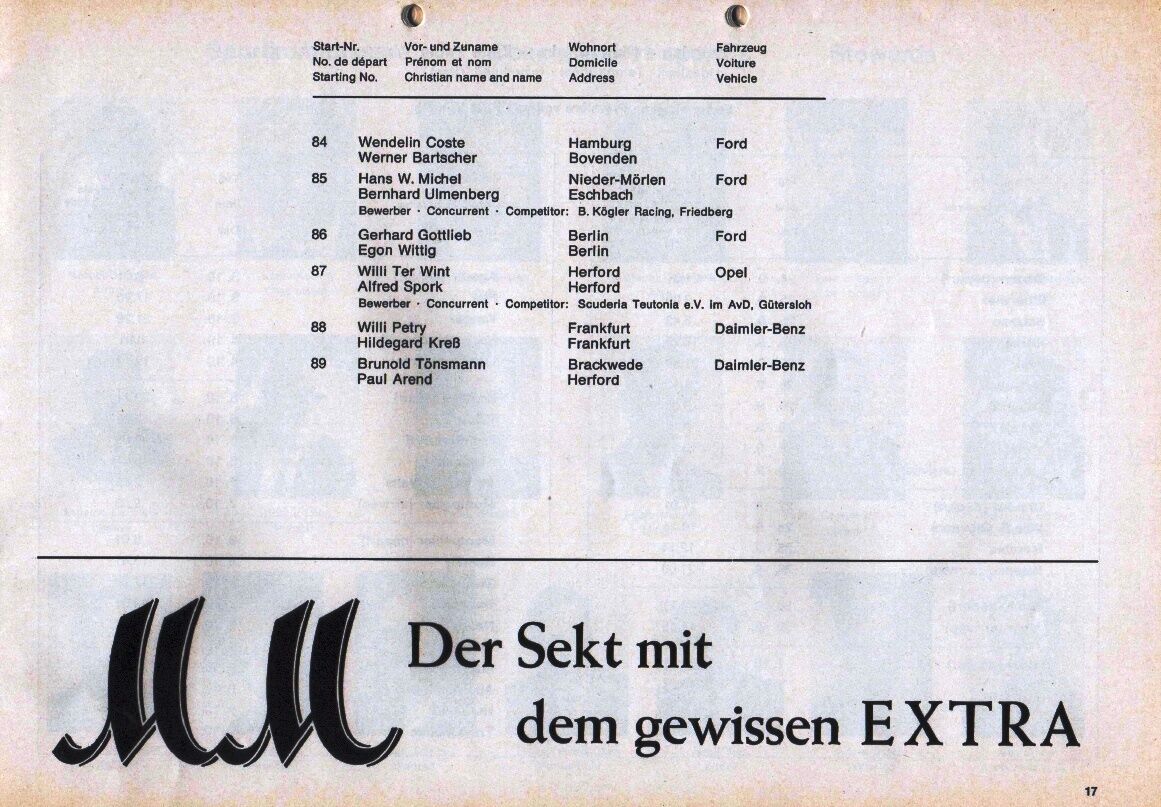 Start-Nr. Vor- und Zuname Wohnort Fahrzeug
No. de départ Prénom et nom Domicile Voiture
Starting No. Christian name and name Address Vehicle
84 Wendelin Coste Hamburg Ford
Werner Bartscher Bovenden
85 Hans W. Michel Nieder-Mörlen Ford
Bernhard Ulmenberg Eschbach
Bewerber · Concurrent · Competitor: B. Kögler Racing, Friedberg
86 Gerhard Gottlieb Berlin Ford
Egon Wittig Berlin
87 Willi Ter Wint Herford Opel
Alfred Spork Herford
Bewerber · Concurrent · Competitor: Scuderia Teutonia e.V. im AvD, Gütersloh
88 Willi Petry Frankfurt Daimler-Benz
Hildegard Kreß Frankfurt
89 Brunold Tönsmann Brackwede Daimler-Benz
Paul Arend Herford
MM Der Sekt mit
dem gewissen EXTRA
17